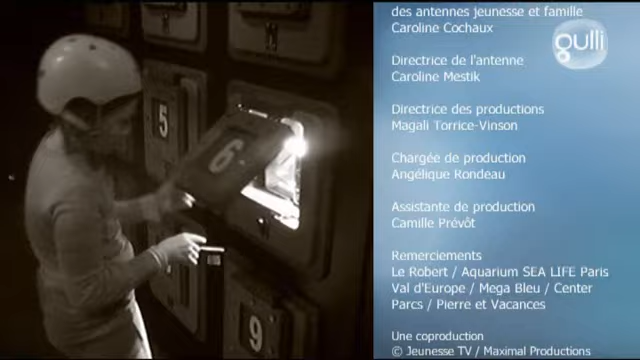 5
6
9
gulli
des antennes jeunesse et famille
Caroline Cochaux
Directrice de l'antenne
Caroline Mestik
Directrice des productions
Magali Torrice-Vinson
Chargée de production
Angélique Rondeau
Assistante de production
Camille Prévôt
Remerciements
Le Robert / Aquarium SEA LIFE Paris
Val d'Europe / Mega Bleu / Center
Parcs / Pierre et Vacances
Une coproduction
© Jeunesse TV / Maximal Productions